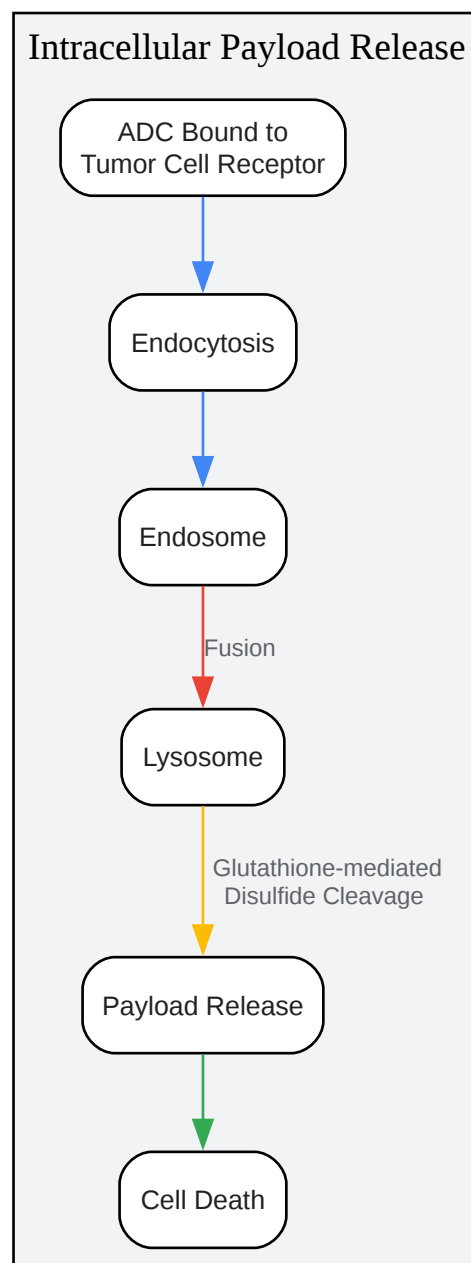 Intracellular Payload Release
ADC Bound to
Tumor Cell Receptor
Endocytosis
Endosome
Fusion
Lysosome
Glutathione-mediated
Disulfide Cleavage
Payload Release
Cell Death